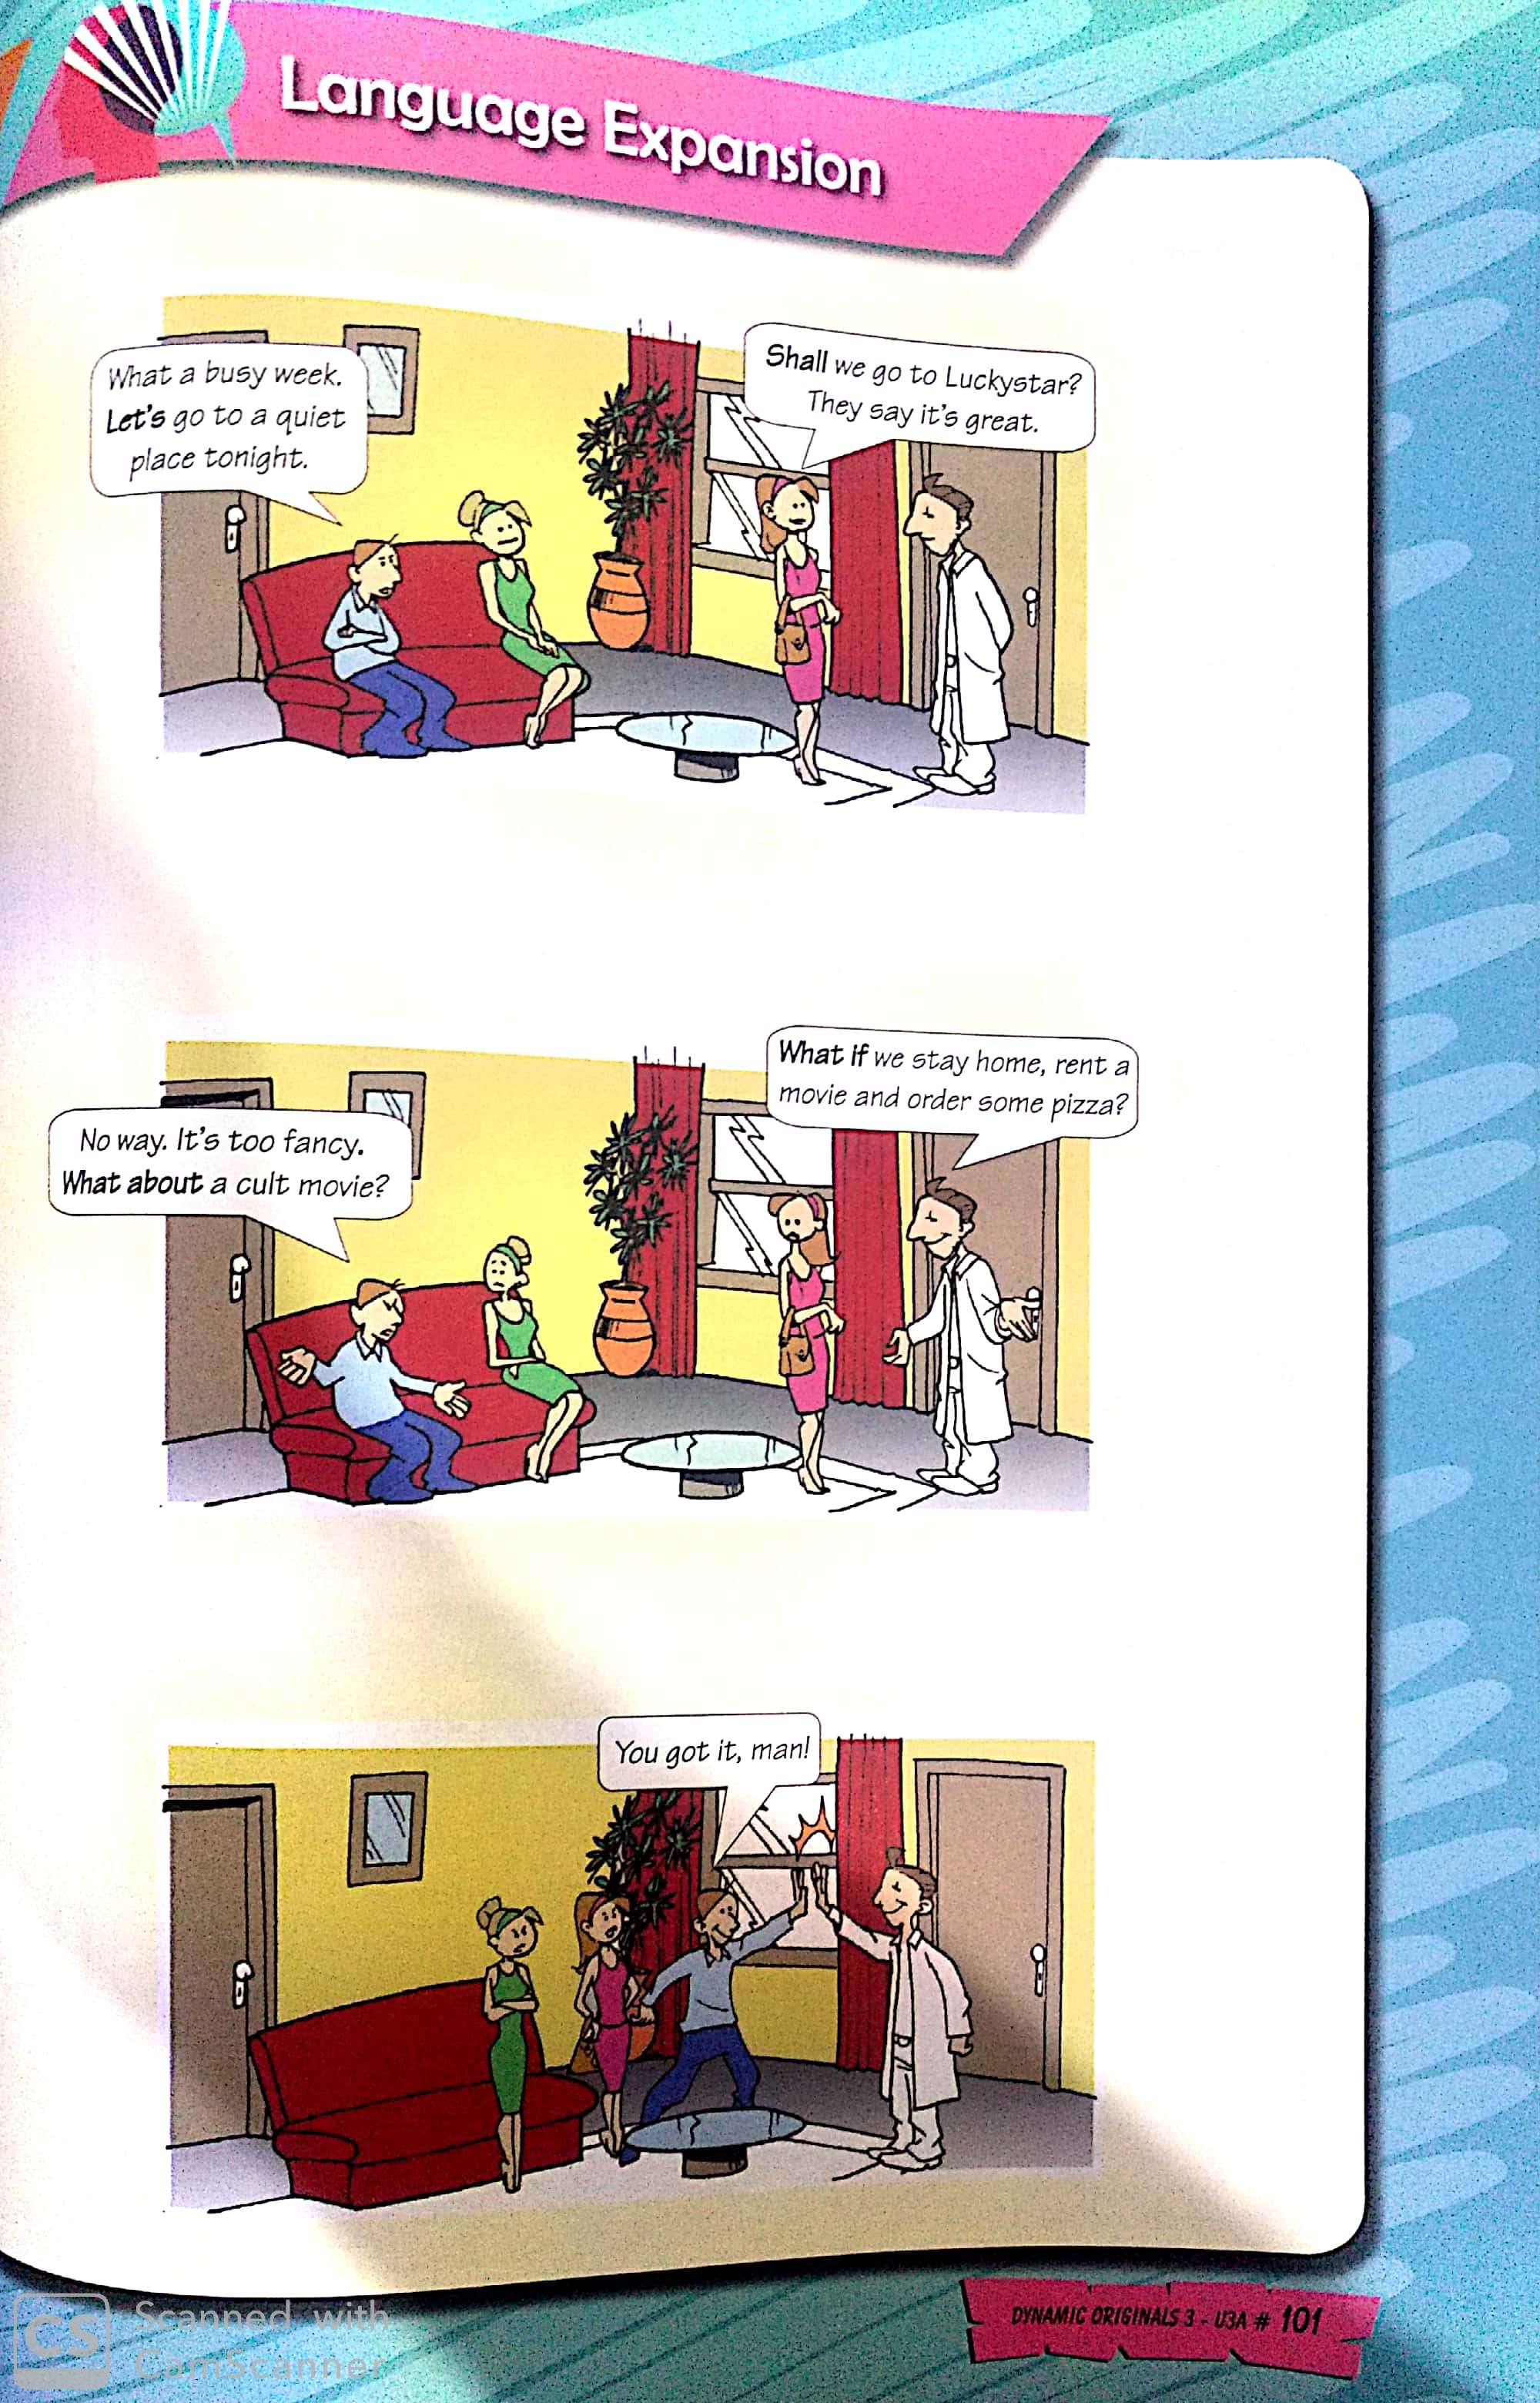 Language Expansion
What a busy week.
Let's go to a quiet
place tonight.
Shall we go to Luckystar?
They say it's great.
No way. It's too fancy.
What about a cult movie?
What if we stay home, rent a
movie and order some pizza?
You got it, man!
DYNAMIC ORIGINALS 3 - U3A # 101
CS
Scanned with
CamScanner